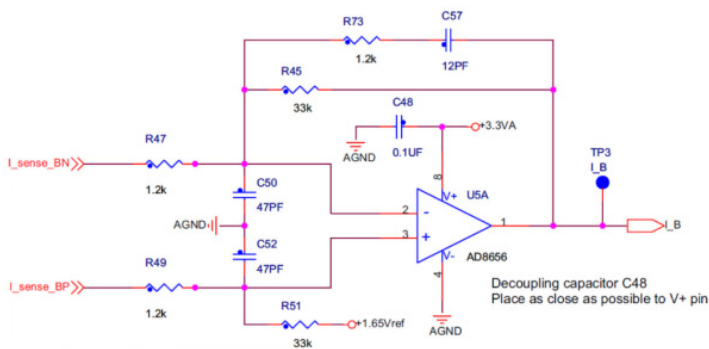 R73
C57
1.2k
12PF
R45
33k
C48
+3.3VA
AGND
0.1UF
TP3
I_B
R47
I_sense_BN
1.2k
C50
47PF
AGND
C52
47PF
8
V+
U5A
2
-
3
+
1
I_B
AD8656
V-
4
AGND
R49
I_sense_BP
1.2k
R51
+1.65Vref
33k
Decoupling capacitor C48
Place as close as possible to V+ pin